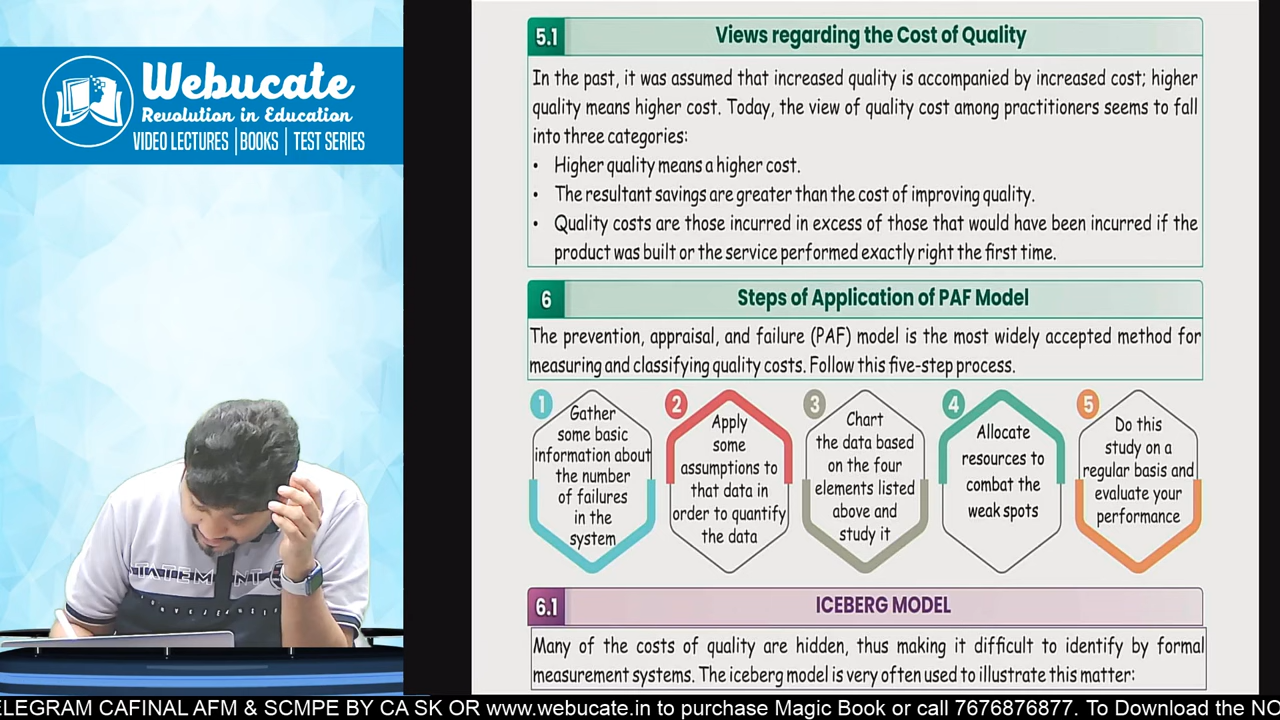 Webucate
Revolution in Education
VIDEO LECTURES | BOOKS | TEST SERIES
TATEMENT
5.1
Views regarding the Cost of Quality
In the past, it was assumed that increased quality is accompanied by increased cost; higher
quality means higher cost. Today, the view of quality cost among practitioners seems to fall
into three categories:
• Higher quality means a higher cost.
• The resultant savings are greater than the cost of improving quality.
• Quality costs are those incurred in excess of those that would have been incurred if the
product was built or the service performed exactly right the first time.
6
Steps of Application of PAF Model
The prevention, appraisal, and failure (PAF) model is the most widely accepted method for
measuring and classifying quality costs. Follow this five-step process.
1
Gather
some basic
information about
the number
of failures
in the
system
2
Apply
some
assumptions to
that data in
order to quantify
the data
3
Chart
the data based
on the four
elements listed
above and
study it
4
Allocate
resources to
combat the
weak spots
5
Do this
study on a
regular basis and
evaluate your
performance
6.1
ICEBERG MODEL
Many of the costs of quality are hidden, thus making it difficult to identify by formal
measurement systems. The iceberg model is very often used to illustrate this matter:
ELEGRAM CAFINAL AFM & SCMPE BY CA SK OR www.webucate.in to purchase Magic Book or call 7676876877. To Download the NO